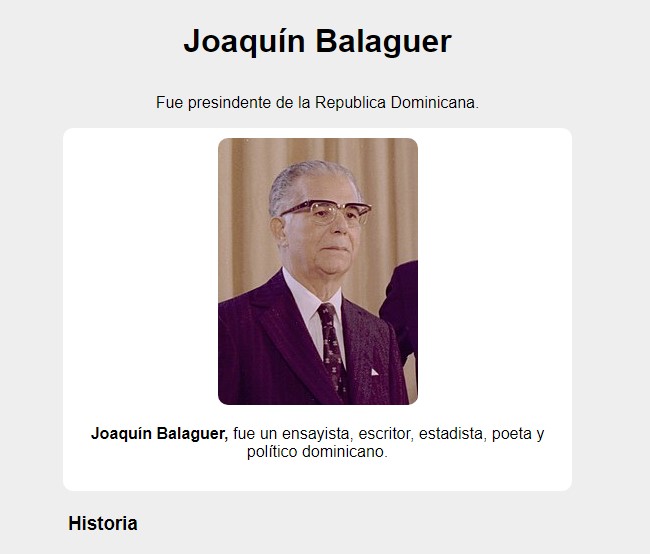 Joaquín Balaguer
Fue presindente de la Republica Dominicana.
Joaquín Balaguer, fue un ensayista, escritor, estadista, poeta y
político dominicano.
Historia